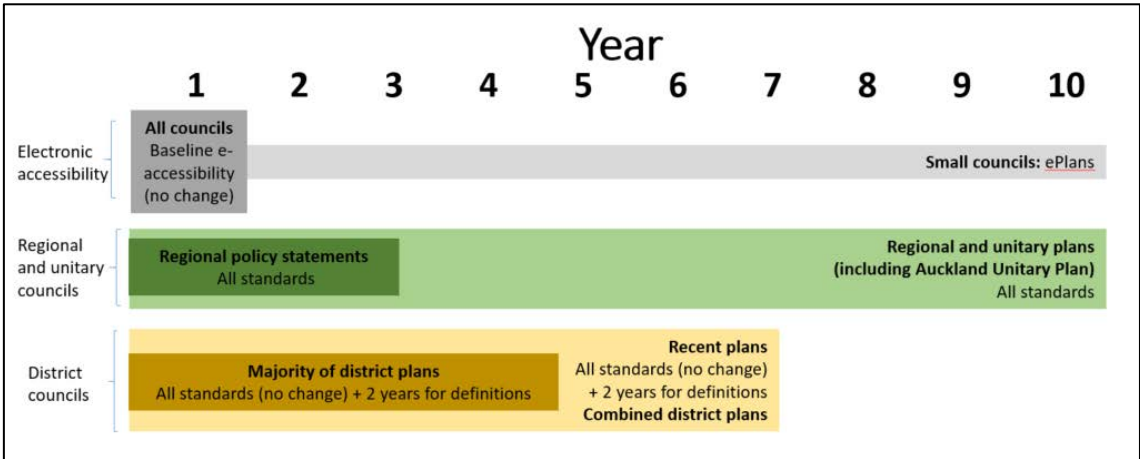 Year
1 2 3 4 5 6 7 8 9 10
Electronic
accessibility
All councils
Baseline e-
accessibility
(no change)
Small councils: ePlans
Regional
and unitary
councils
Regional policy statements
All standards
Regional and unitary plans
(including Auckland Unitary Plan)
All standards
District
councils
Majority of district plans
All standards (no change) + 2 years for definitions
Recent plans
All standards (no change)
+ 2 years for definitions
Combined district plans